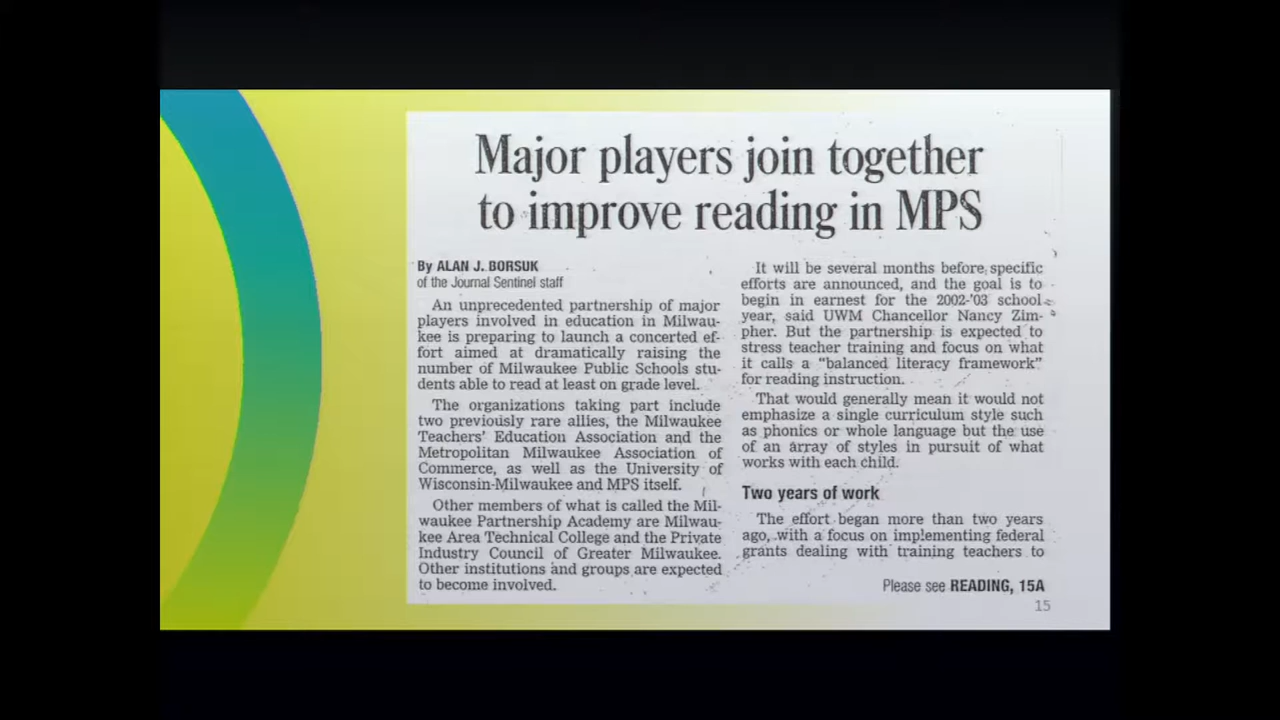 Major players join together
to improve reading in MPS
By ALAN J. BORSUK
of the Journal Sentinel staff
An unprecedented partnership of major
players involved in education in Milwau-
kee is preparing to launch a concerted ef-
fort aimed at dramatically raising the
number of Milwaukee Public Schools stu-
dents able to read at least on grade level.
The organizations taking part include
two previously rare allies, the Milwaukee
Teachers' Education Association and the
Metropolitan Milwaukee Association of
Commerce, as well as the University of
Wisconsin-Milwaukee and MPS itself.
Other members of what is called the Mil-
waukee Partnership Academy are Milwau-
kee Area Technical College and the Private
Industry Council of Greater Milwaukee.
Other institutions and groups are expected
to become involved.
It will be several months before specific
efforts are announced, and the goal is to
begin in earnest for the 2002-'03 school
year, said UWM Chancellor Nancy Zim-
pher. But the partnership is expected to
stress teacher training and focus on what
it calls a "balanced literacy framework"
for reading instruction.
That would generally mean it would not
emphasize a single curriculum style such
as phonics or whole language but the use
of an array of styles in pursuit of what
works with each child.
Two years of work
The effort began more than two years
ago, with a focus on implementing federal
grants dealing with training teachers to
Please see READING, 15A
15